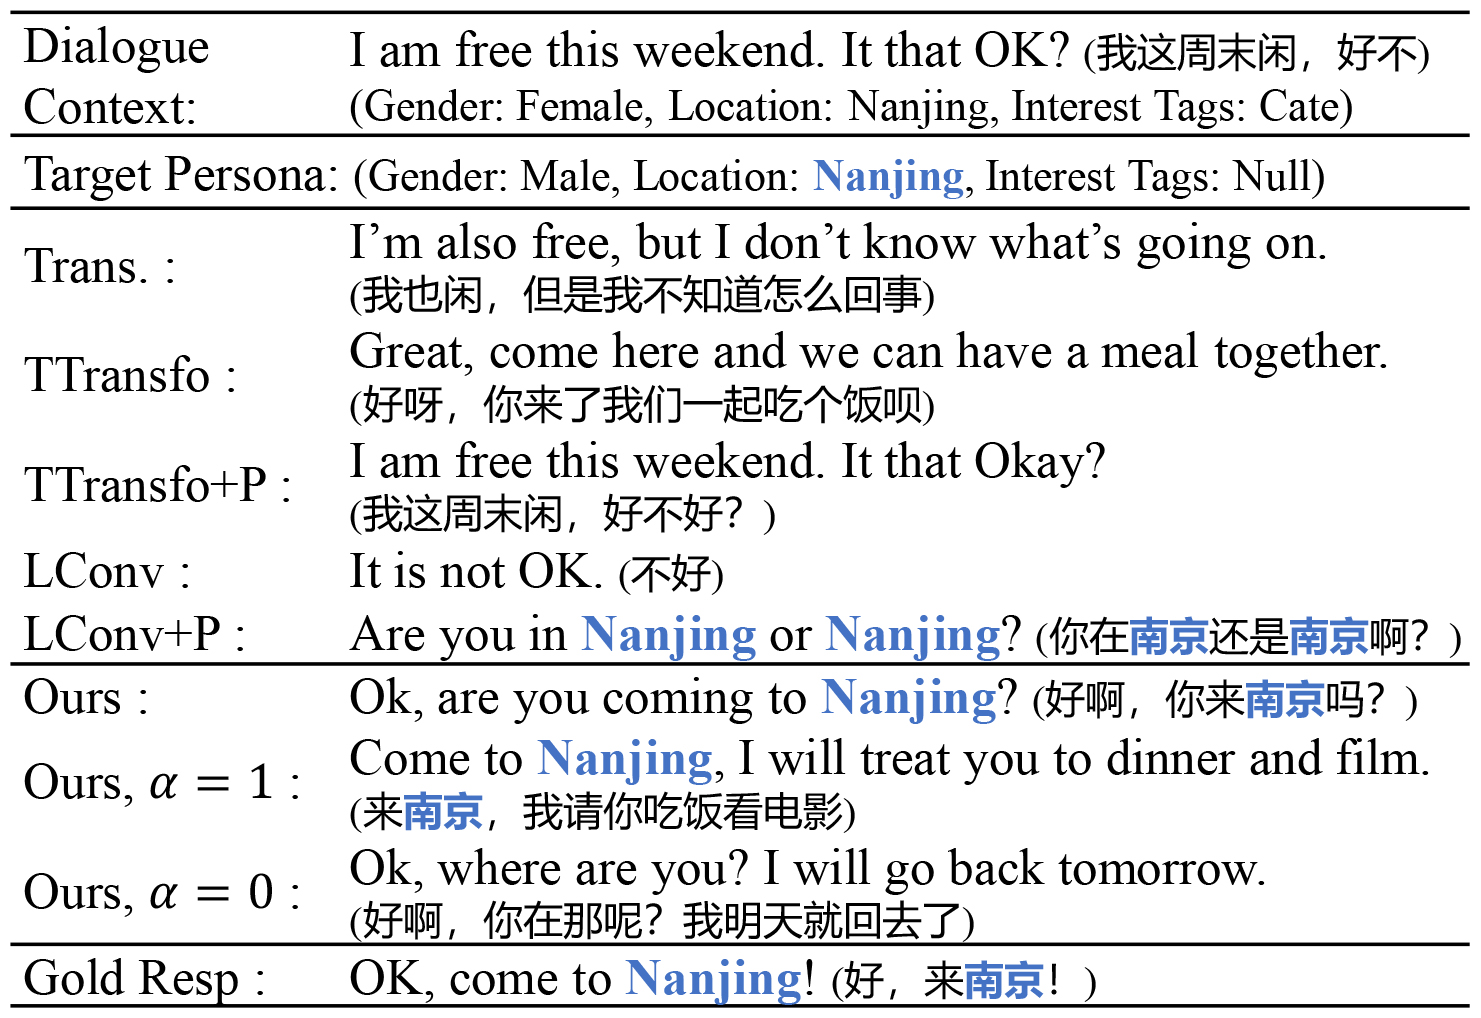 Dialogue Context: I am free this weekend. It that OK? (我这周末闲，好不)
(Gender: Female, Location: Nanjing, Interest Tags: Cate)
Target Persona: (Gender: Male, Location: Nanjing, Interest Tags: Null)
Trans. : I'm also free, but I don't know what's going on.
(我也闲，但是我不知道怎么回事)
TTransfo : Great, come here and we can have a meal together.
(好呀，你来了我们一起吃个饭呗)
TTransfo+P : I am free this weekend. It that Okay?
(我这周末闲，好不好？)
LConv : It is not OK. (不好)
LConv+P : Are you in Nanjing or Nanjing? (你在南京还是南京啊？)
Ours : Ok, are you coming to Nanjing? (好啊，你来南京吗？)
Ours, α = 1 : Come to Nanjing, I will treat you to dinner and film.
(来南京，我请你吃饭看电影)
Ours, α = 0 : Ok, where are you? I will go back tomorrow.
(好啊，你在那呢？我明天就回去了)
Gold Resp : OK, come to Nanjing! (好，来南京！)